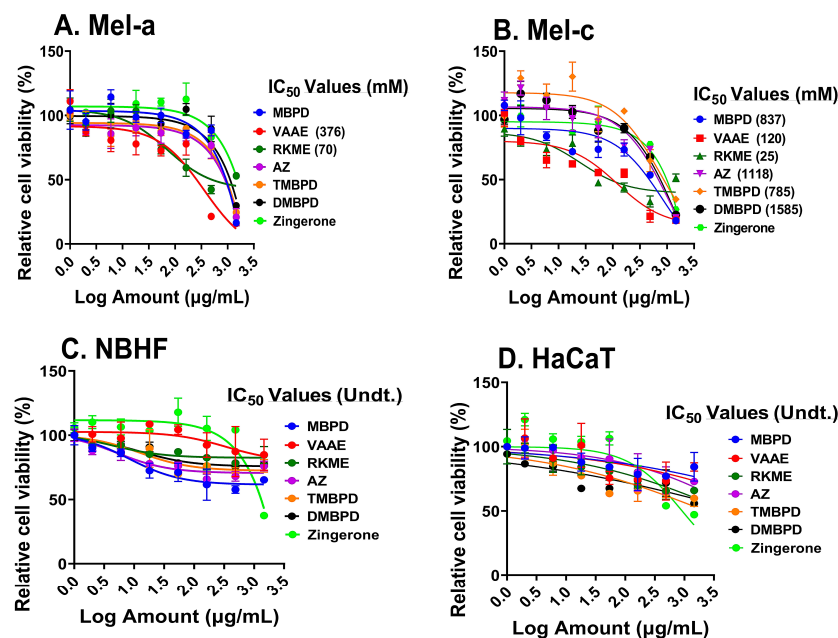 A. Mel-a
Relative cell viability (%)
150
100
50
0
0.0 0.5 1.0 1.5 2.0 2.5 3.0 3.5
Log Amount (µg/mL)
IC50 Values (mM)
MBPD
VAAE (376)
RKME (70)
AZ
TMBPD
DMBPD
Zingerone
B. Mel-c
Relative cell viability (%)
150
100
50
0
0.0 0.5 1.0 1.5 2.0 2.5 3.0 3.5
Log Amount (µg/mL)
IC50 Values (mM)
MBPD (837)
VAAE (120)
RKME (25)
AZ (1118)
TMBPD (785)
DMBPD (1585)
Zingerone
C. NBHF
Relative cell viability (%)
150
100
50
0
0.0 0.5 1.0 1.5 2.0 2.5 3.0 3.5
Log Amount (µg/mL)
IC50 Values (Undt.)
MBPD
VAAE
RKME
AZ
TMBPD
DMBPD
Zingerone
D. HaCaT
Relative cell viability (%)
150
100
50
0
0.0 0.5 1.0 1.5 2.0 2.5 3.0 3.5
Log Amount (µg/mL)
IC50 Values (Undt.)
MBPD
VAAE
RKME
AZ
TMBPD
DMBPD
Zingerone